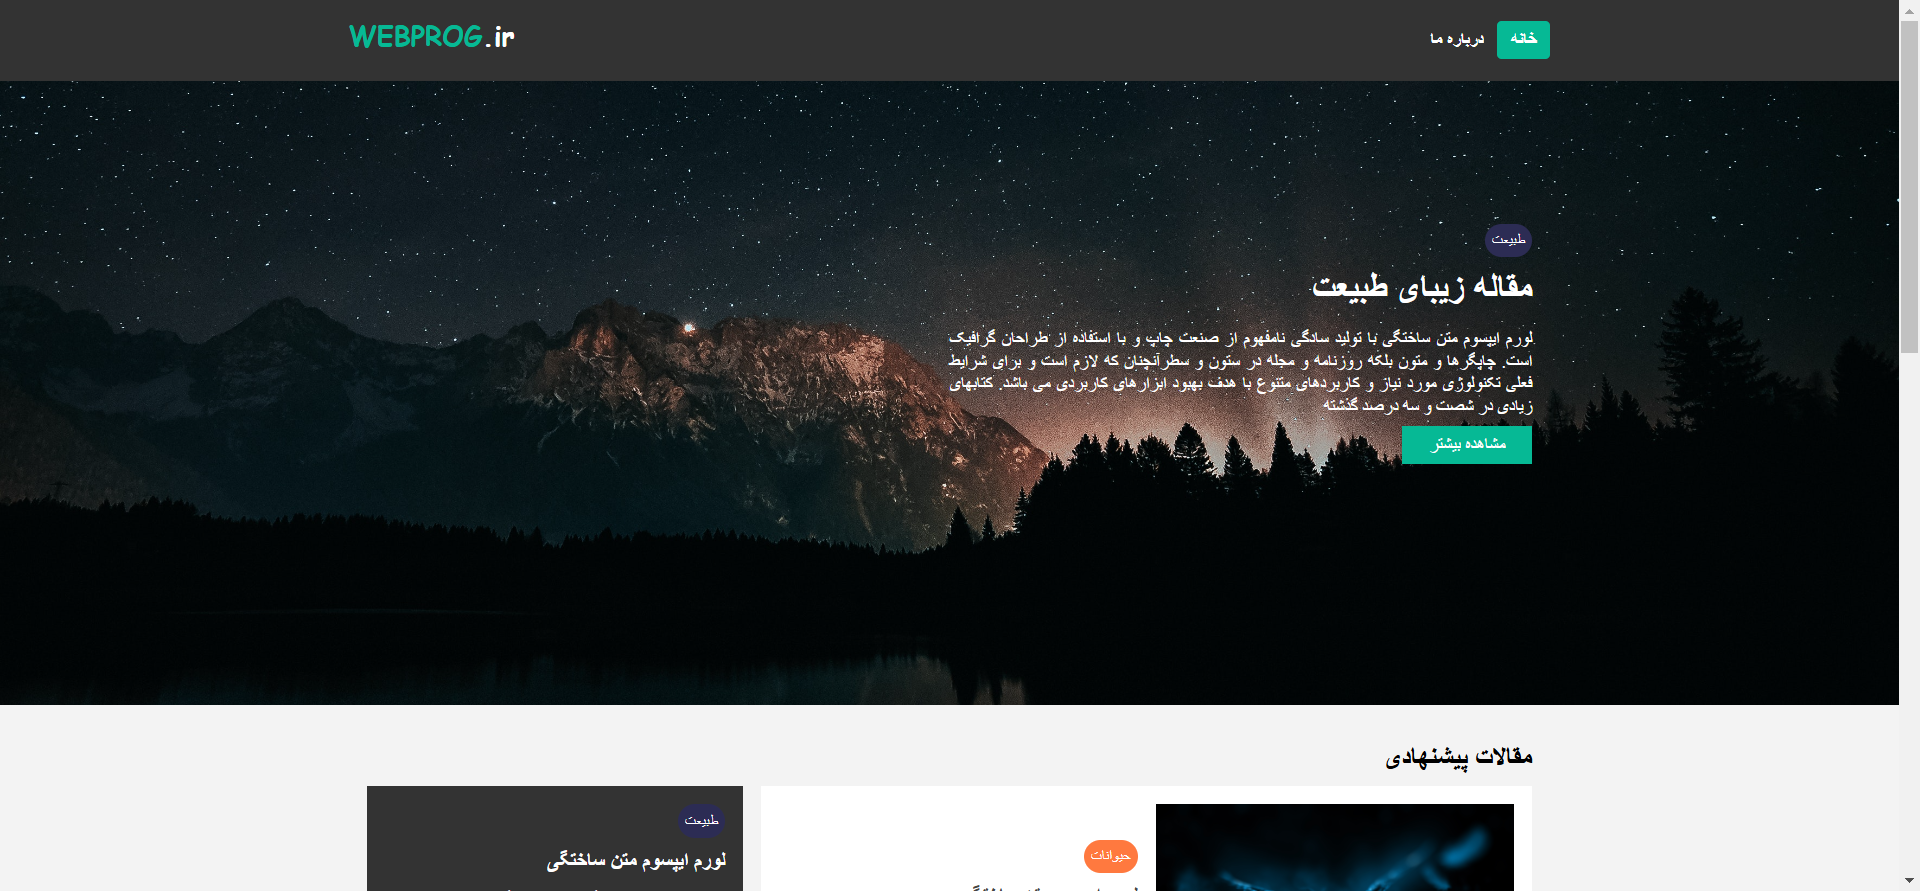 خانه
درباره ما
WEBPROG.ir
طبیعت
مقاله زیبای طبیعت
لورم ایپسوم متن ساختگی با تولید سادگی نامفهوم از صنعت چاپ و با استفاده از طراحان گرافیک
است. چاپگرها و متون بلکه روزنامه و مجله در ستون و سطرآنچنان که لازم است و برای شرایط
فعلی تکنولوژی مورد نیاز و کاربردهای متنوع با هدف بهبود ابزارهای کاربردی می باشد. کتابهای
زیادی در شصت و سه درصد گذشته
مشاهده بیشتر
مقالات پیشنهادی
حیوانات
طبیعت
لورم ایپسوم متن ساختگی